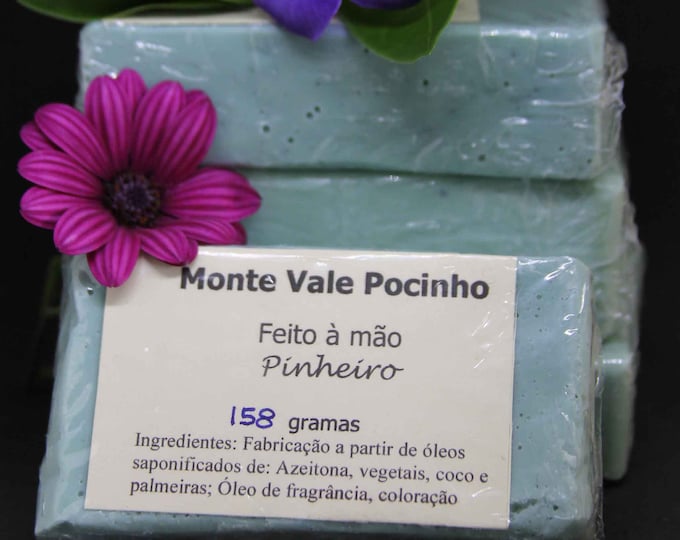 Monte Vale Pocinho
Feito à mão
Pinheiro
158 gramas
Ingredientes: Fabricação a partir de óleos
saponificados de: Azeitona, vegetais, coco e
palmeiras; Óleo de fragrância, coloração